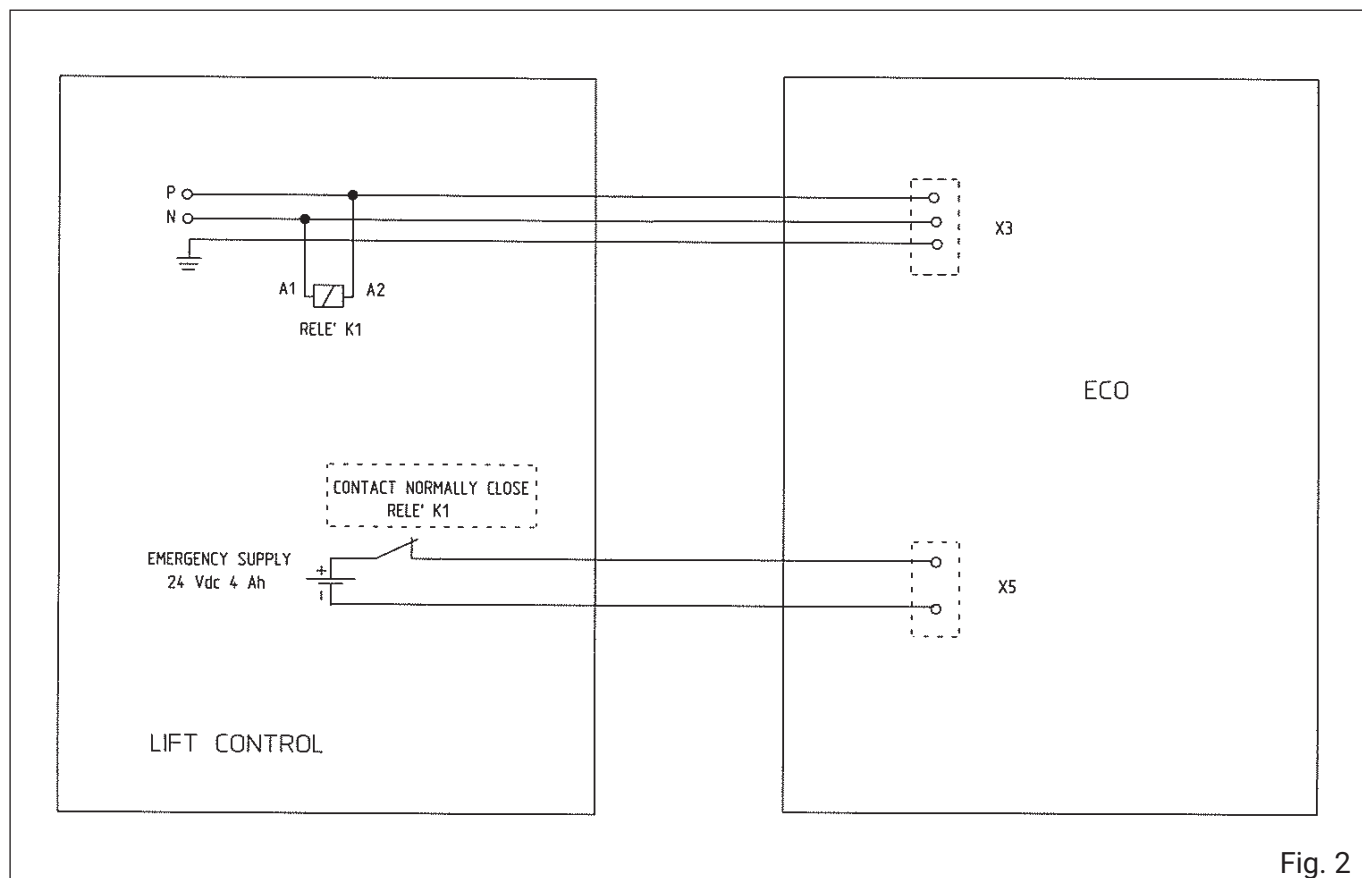 P
N
X3
A1
A2
RELE' K1
ECO
CONTACT NORMALLY CLOSE
RELE' K1
EMERGENCY SUPPLY
24 Vdc 4 Ah
+
-
X5
LIFT CONTROL
Fig. 2